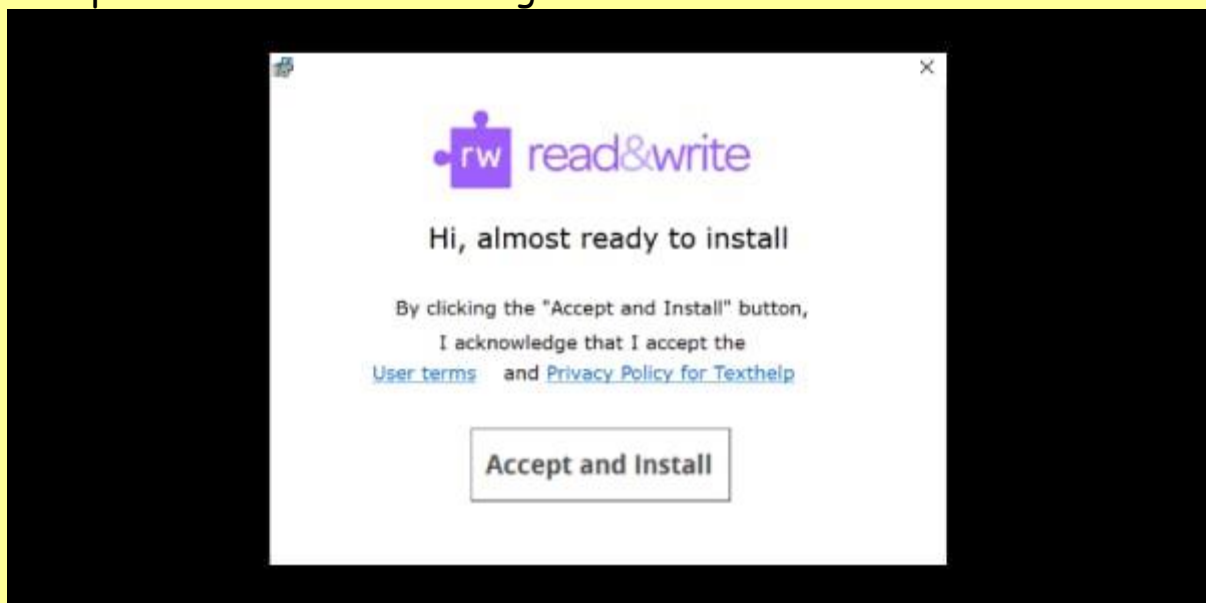 rw read&write
Hi, almost ready to install
By clicking the "Accept and Install" button,
I acknowledge that I accept the
User terms and Privacy Policy for Texthelp
Accept and Install